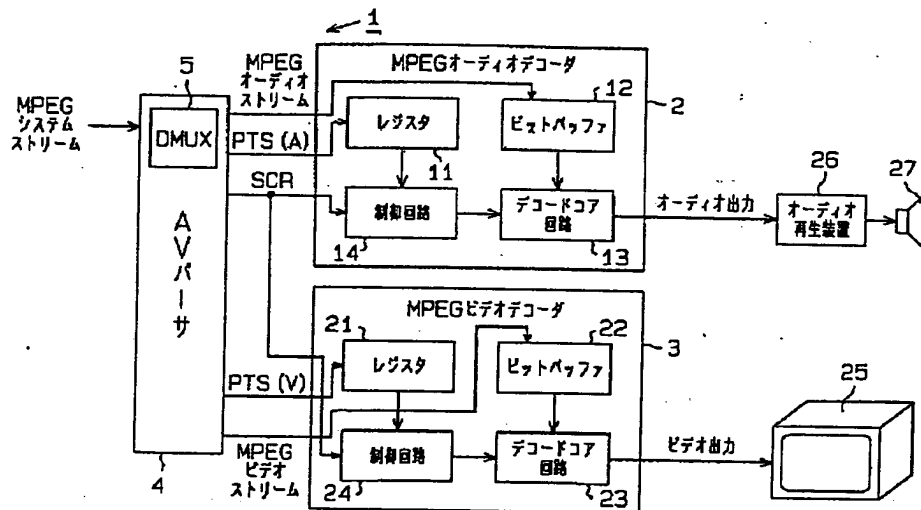 1
5
MPEG
オーディオ
ストリーム
MPEGオーディオデコーダ
12
2
MPEG
システム
ストリーム
DMUX
PTS (A)
レジスタ
11
ビットバッファ
26
27
SCR
制御回路
14
デコードコア
回路
13
オーディオ出力
オーディオ
再生装置
AVパーサ
MPEGビデオデコーダ
21
22
3
レジスタ
ビットバッファ
25
PTS (V)
制御回路
24
デコードコア
回路
23
ビデオ出力
MPEG
ビデオ
ストリーム
4